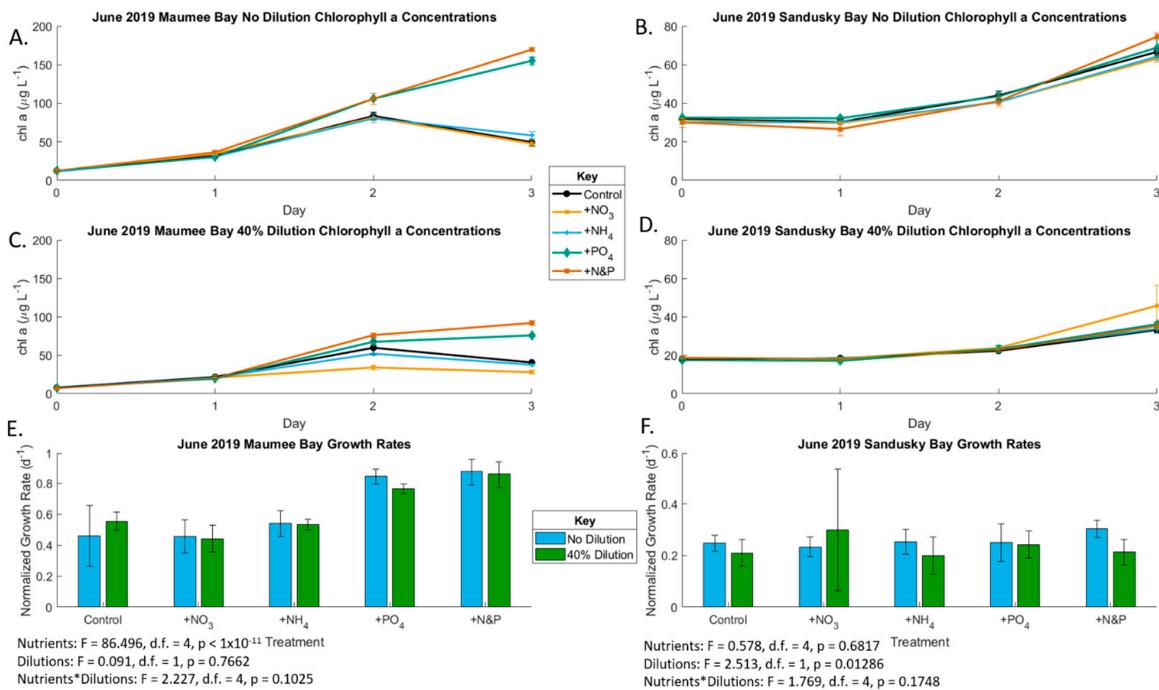 A.
June 2019 Maumee Bay No Dilution Chlorophyll a Concentrations
200
150
100
50
0
chl a (μg L⁻¹)
0 1 2 3
Day
B.
June 2019 Sandusky Bay No Dilution Chlorophyll a Concentrations
80
60
40
20
0
chl a (μg L⁻¹)
0 1 2 3
Day
Key
Control
+NO₃
+NH₄
+PO₄
+N&P
C.
June 2019 Maumee Bay 40% Dilution Chlorophyll a Concentrations
200
150
100
50
0
chl a (μg L⁻¹)
0 1 2 3
Day
D.
June 2019 Sandusky Bay 40% Dilution Chlorophyll a Concentrations
80
60
40
20
0
chl a (μg L⁻¹)
0 1 2 3
Day
E.
June 2019 Maumee Bay Growth Rates
1
0.8
0.6
0.4
0.2
0
Normalized Growth Rate (d⁻¹)
Control +NO₃ +NH₄ +PO₄ +N&P
Treatment
Key
No Dilution
40% Dilution
F.
June 2019 Sandusky Bay Growth Rates
0.6
0.4
0.2
0
Normalized Growth Rate (d⁻¹)
Control +NO₃ +NH₄ +PO₄ +N&P
Treatment
Nutrients: F = 86.496, d.f. = 4, p < 1x10⁻¹¹
Dilutions: F = 0.091, d.f. = 1, p = 0.7662
Nutrients*Dilutions: F = 2.227, d.f. = 4, p = 0.1025
Nutrients: F = 0.578, d.f. = 4, p = 0.6817
Dilutions: F = 2.513, d.f. = 1, p = 0.01286
Nutrients*Dilutions: F = 1.769, d.f. = 4, p = 0.1748